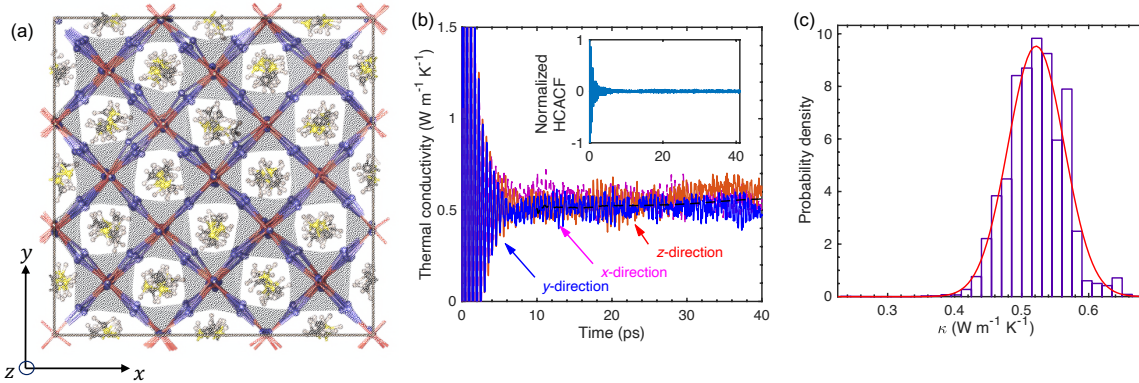 (a)
y
z
x
(b)
Thermal conductivity (W m⁻¹ K⁻¹)
1.5
1
0.5
0
0
10
20
30
40
Time (ps)
Normalized
HCACF
1
0
-1
0
20
40
x-direction
y-direction
z-direction
(c)
Probability density
10
8
6
4
2
0
0.3
0.4
0.5
0.6
κ (W m⁻¹ K⁻¹)